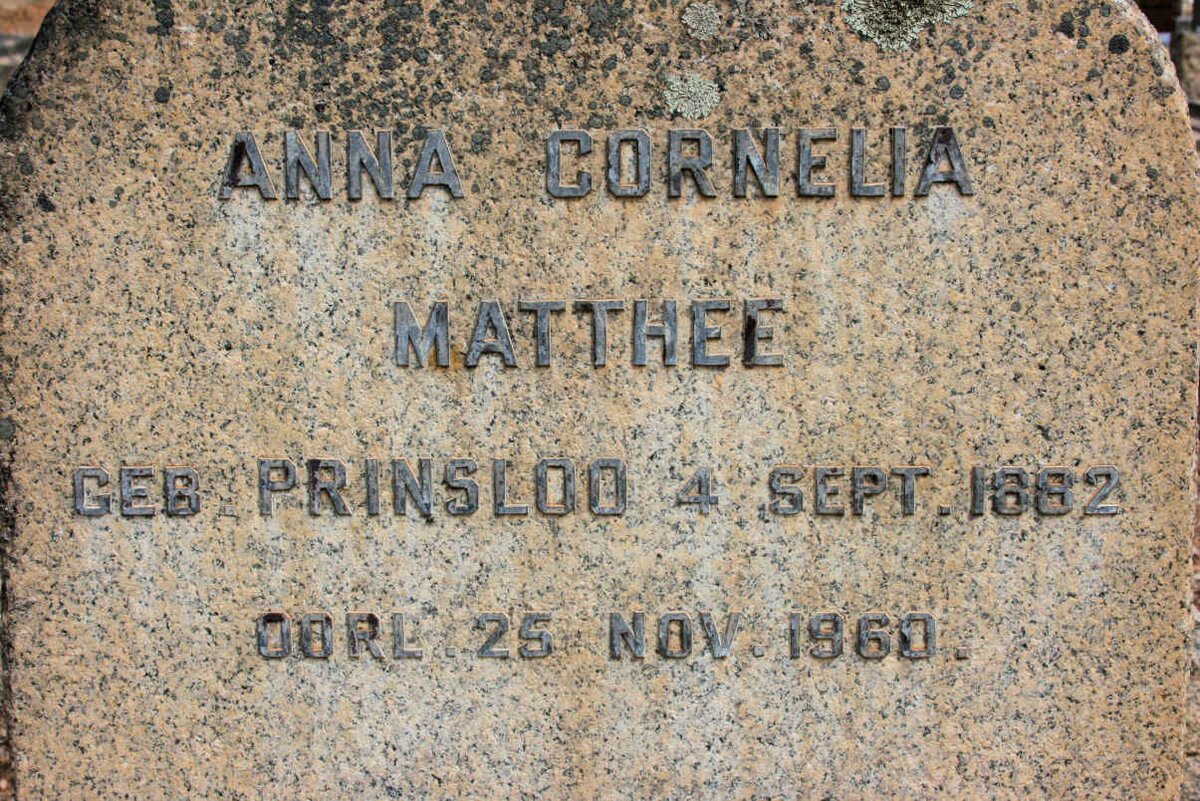 ANNA CORNELIA
MATTHEE
GEB. PRINSLOO 4 SEPT.1882
OORL. 25 NOV. 1960.